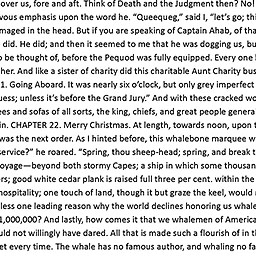 over us, fore and aft. Think of Death and the Judgment then? No!
vous emphasis upon the word he. “Queequeg,” said I, “let’s go; thi
maged in the head. But if you are speaking of Captain Ahab, of tha
did. He did; and then it seemed to me that he was dogging us, bu
o be thought of, before the Pequod was fully equipped. Every one
her. And like a sister of charity did this charitable Aunt Charity bus
1. Going Aboard. It was nearly six o’clock, but only grey imperfect
uess; unless it’s before the Grand Jury.” And with these cracked wo
ees and sofas of all sorts, the king, chiefs, and great people genera
in. CHAPTER 22. Merry Christmas. At length, towards noon, upon t
was the next order. As I hinted before, this whalebone marquee w
service?” he roared. “Spring, thou sheep-head; spring, and break t
oyage—beyond both stormy Capes; a ship in which some thousan
rs; good white cedar plank is raised full three per cent. within the
hospitality; one touch of land, though it but graze the keel, would
less one leading reason why the world declines honoring us whale
1,000,000? And lastly, how comes it that we whalemen of America
uld not willingly have dared. All that is made such a flourish of in th
et every time. The whale has no famous author, and whaling no fa